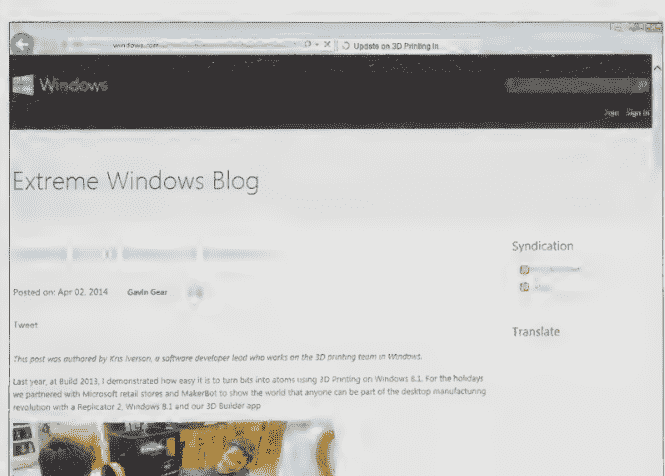 Update on 3D Printing in
Windows
Join Sign in
Extreme Windows Blog
Syndication
Posted on: Apr 02, 2014 Gavin Gear
Tweet
Translate
This post was authored by Kris Iverson, a software developer lead who works on the 3D printing team in Windows.
Last year, at Build 2013, I demonstrated how easy it is to turn bits into atoms using 3D Printing on Windows 8.1. For the holidays
we partnered with Microsoft retail stores and MakerBot to show the world that anyone can be part of the desktop manufacturing
revolution with a Replicator 2, Windows 8.1 and our 3D Builder app